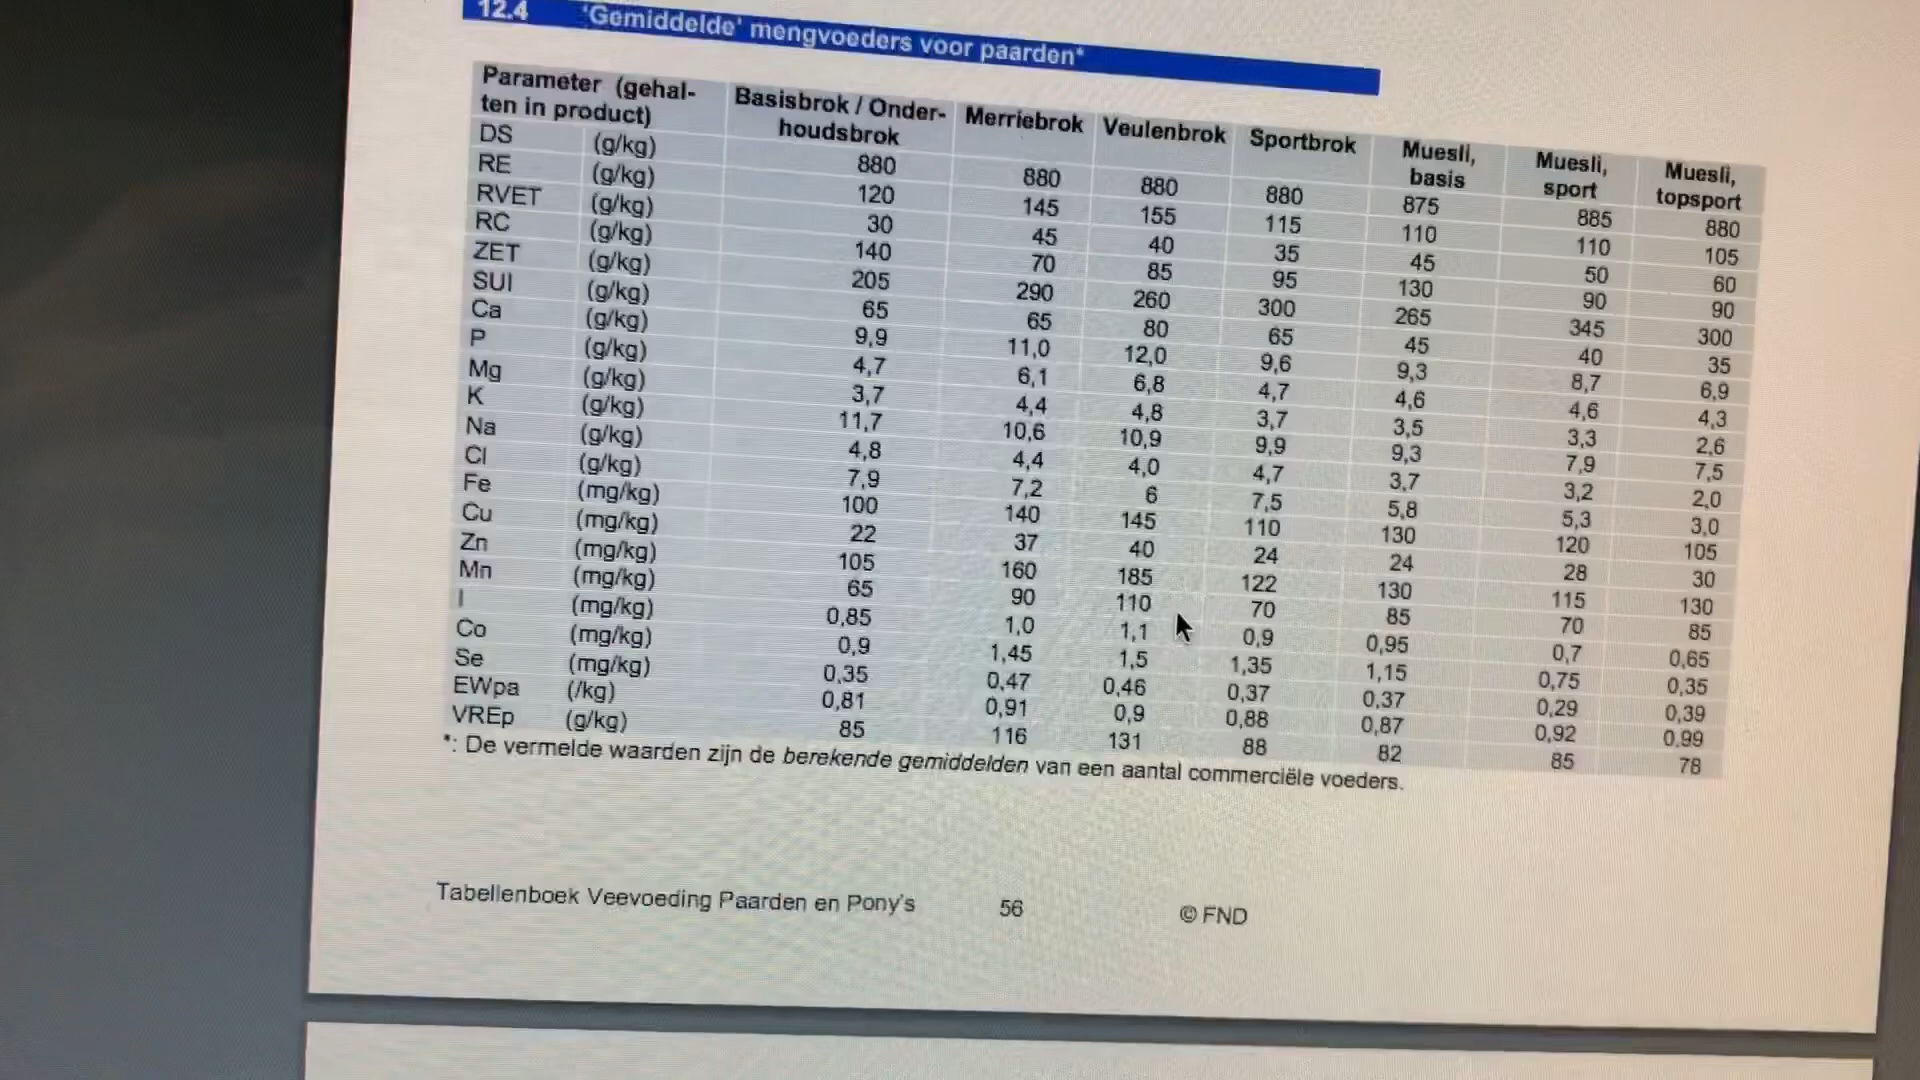 12.4 'Gemiddelde' mengvoeders voor paarden*
Parameter (gehalten in product) Basisbrok / Onderhoudsbrok Merriebrok Veulenbrok Sportbrok Muesli, basis Muesli, sport Muesli, topsport
DS (g/kg) 880 880 880 880 875 885 880
RE (g/kg) 120 145 155 115 110 110 105
RVET (g/kg) 30 45 40 35 45 50 60
RC (g/kg) 140 70 85 95 130 90 90
ZET (g/kg) 205 290 260 300 265 345 300
SUI (g/kg) 65 65 80 65 45 40 35
Ca (g/kg) 9,9 11,0 12,0 9,6 9,3 8,7 6,9
P (g/kg) 4,7 6,1 6,8 4,7 4,6 4,6 4,3
Mg (g/kg) 3,7 4,4 4,8 3,7 3,5 3,3 2,6
K (g/kg) 11,7 10,6 10,9 9,9 9,3 7,9 7,5
Na (g/kg) 4,8 4,4 4,0 4,7 3,7 3,2 2,0
Cl (g/kg) 7,9 7,2 6 7,5 5,8 5,3 3,0
Fe (mg/kg) 100 140 145 110 130 120 105
Cu (mg/kg) 22 37 40 24 24 28 30
Zn (mg/kg) 105 160 185 122 130 115 130
Mn (mg/kg) 65 90 110 70 85 70 85
I (mg/kg) 0,85 1,0 1,1 0,9 0,95 0,7 0,65
Co (mg/kg) 0,9 1,45 1,5 1,35 1,15 0,75 0,35
Se (mg/kg) 0,35 0,47 0,46 0,37 0,37 0,29 0,39
EWpa (/kg) 0,81 0,91 0,9 0,88 0,87 0,92 0.99
VREp (g/kg) 85 116 131 88 82 85 78
*: De vermelde waarden zijn de berekende gemiddelden van een aantal commerciële voeders.
Tabellenboek Veevoeding Paarden en Pony's 56 © FND